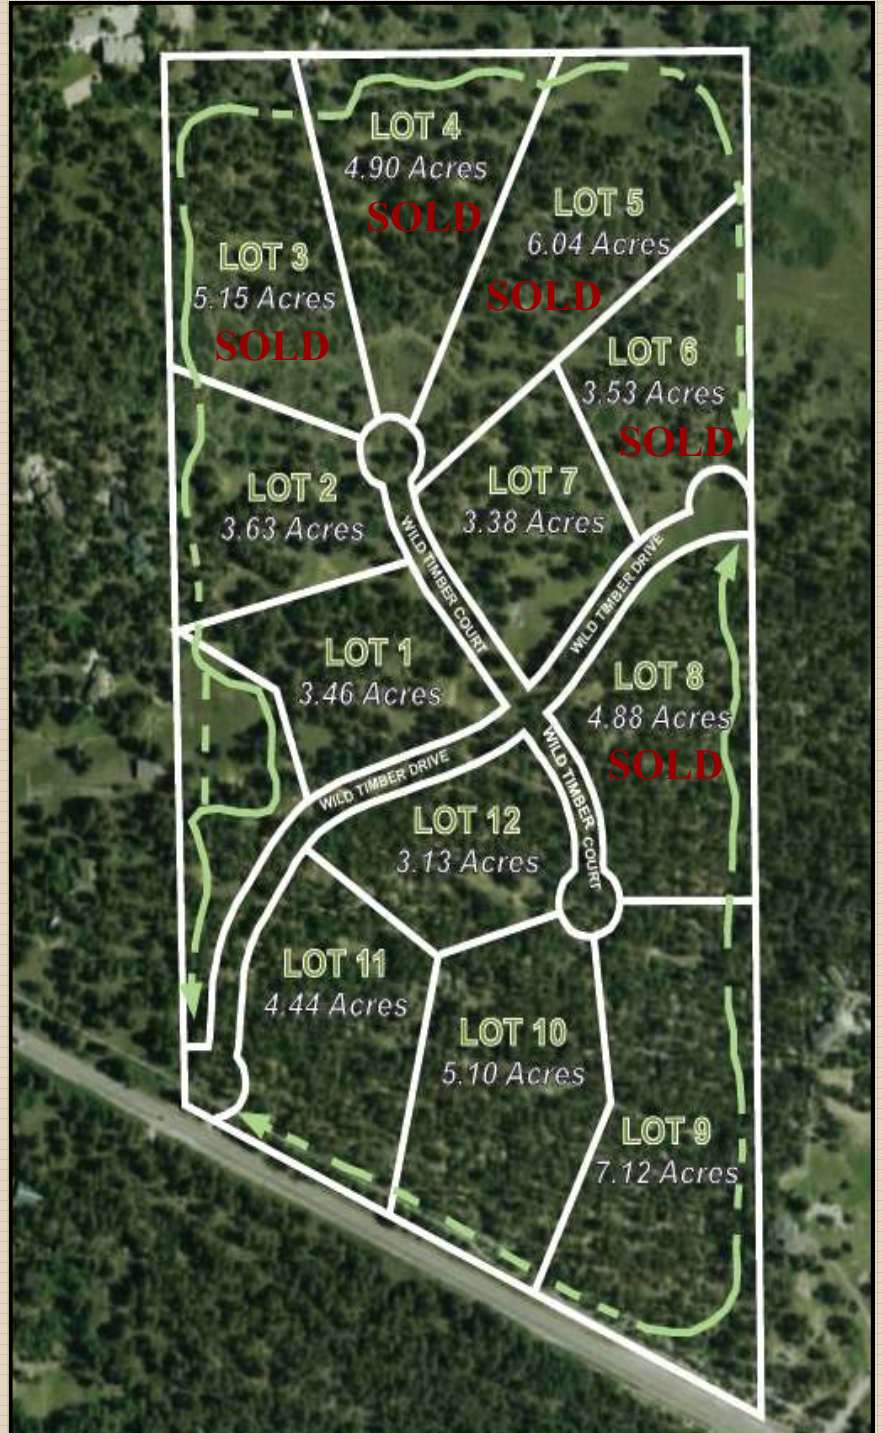 LOT 4
4.90 Acres
SOLD
LOT 5
6.04 Acres
SOLD
LOT 3
5.15 Acres
SOLD
LOT 6
3.53 Acres
SOLD
LOT 2
3.63 Acres
LOT 7
3.38 Acres
WILD TIMBER COURT
WILD TIMBER DRIVE
LOT 1
3.46 Acres
LOT 8
4.88 Acres
SOLD
WILD TIMBER DRIVE
WILD TIMBER COURT
LOT 12
3.13 Acres
LOT 11
4.44 Acres
LOT 10
5.10 Acres
LOT 9
7.12 Acres